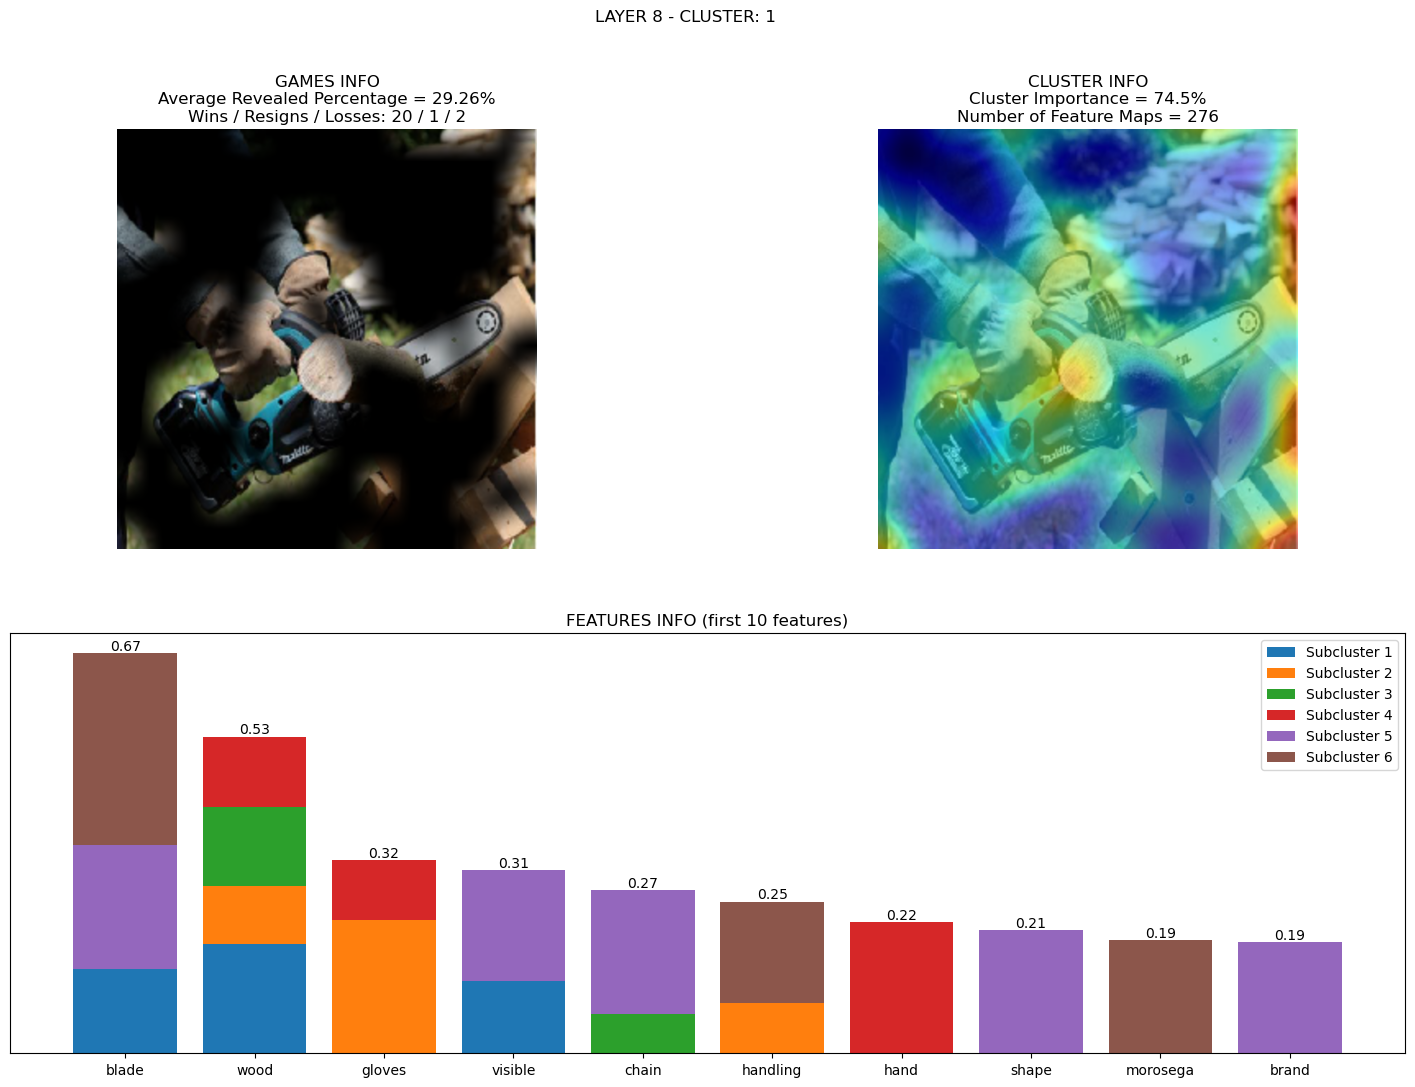 LAYER 8 - CLUSTER: 1
GAMES INFO
Average Revealed Percentage = 29.26%
Wins / Resigns / Losses: 20 / 1 / 2
CLUSTER INFO
Cluster Importance = 74.5%
Number of Feature Maps = 276
makita
FEATURES INFO (first 10 features)
0.67
0.53
0.32
0.31
0.27
0.25
0.22
0.21
0.19
0.19
Subcluster 1
Subcluster 2
Subcluster 3
Subcluster 4
Subcluster 5
Subcluster 6
blade
wood
gloves
visible
chain
handling
hand
shape
morosega
brand